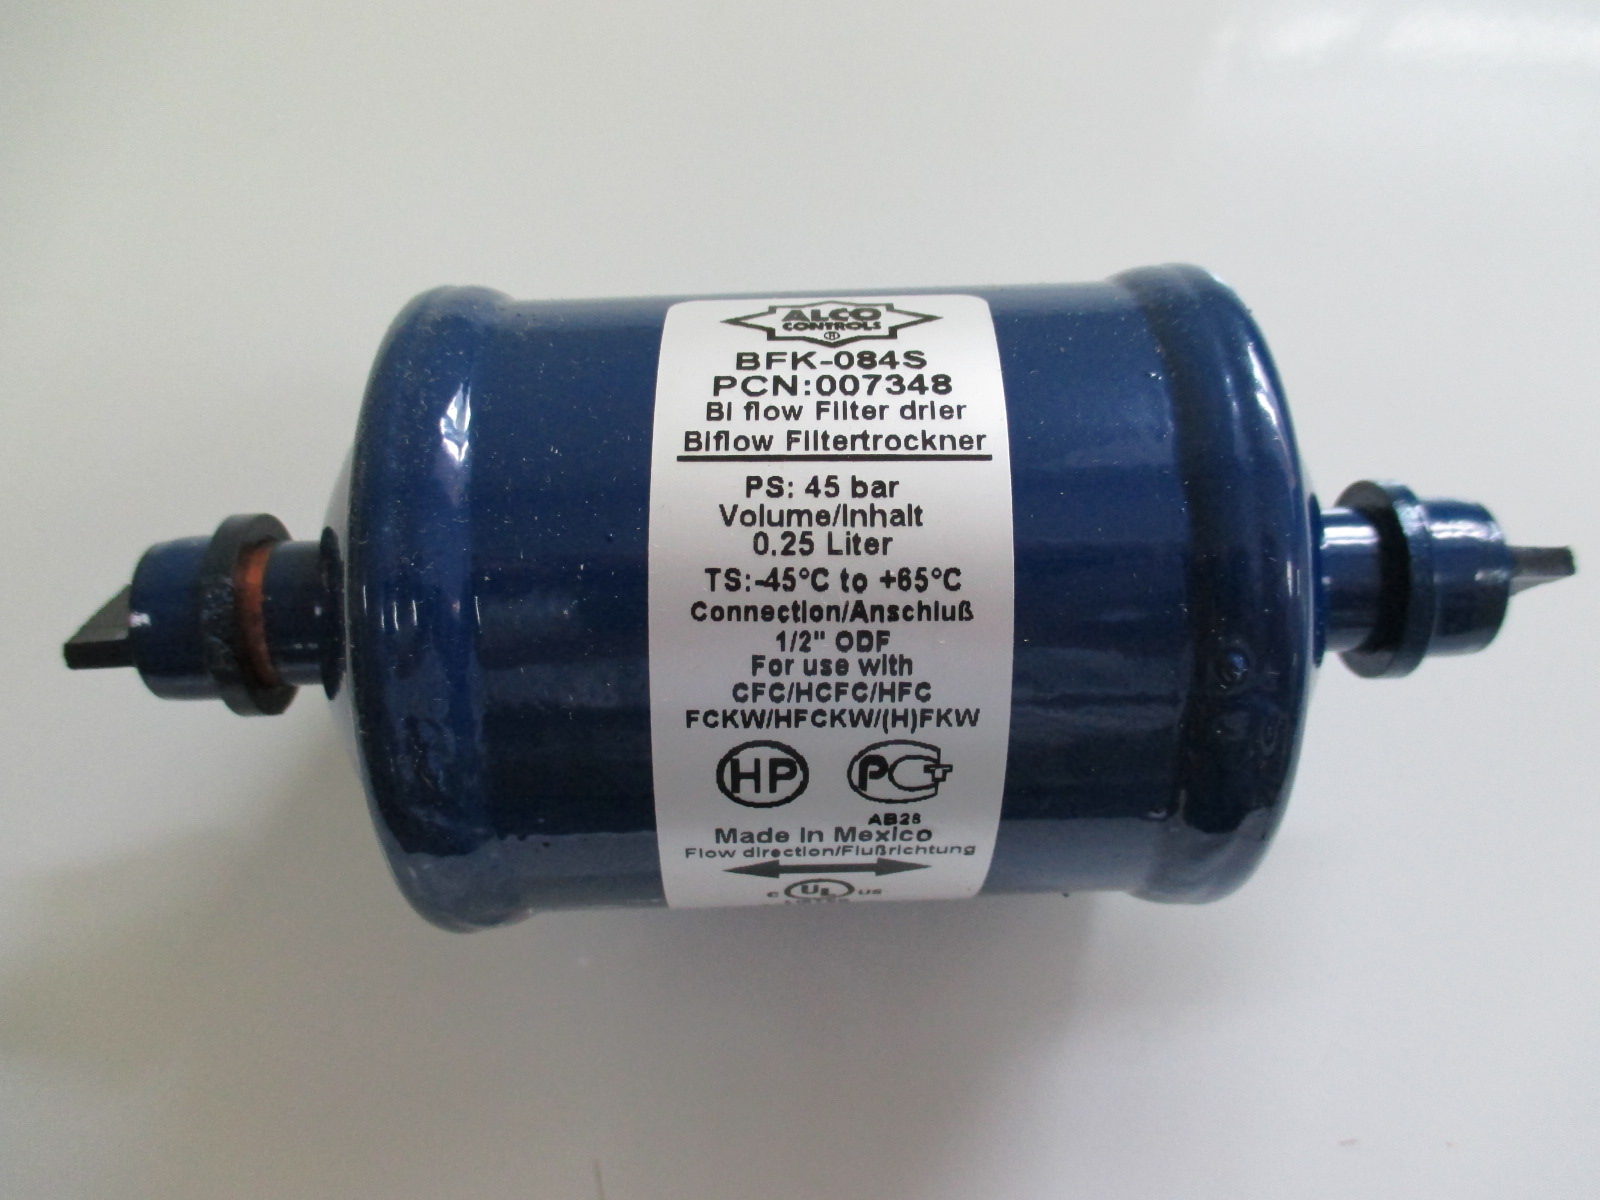 ALCO
CONTROLS
®
BFK-084S
PCN:007348
Bi flow Filter drier
Biflow Filtertrockner
PS: 45 bar
Volume/Inhalt
0.25 Liter
TS:-45°C to +65°C
Connection/Anschluß
1/2" ODF
For use with
CFC/HCFC/HFC
FCKW/HFCKW/(H)FKW
HP PCT
AB28
Made in Mexico
Flow direction/Flußrichtung
C UL US